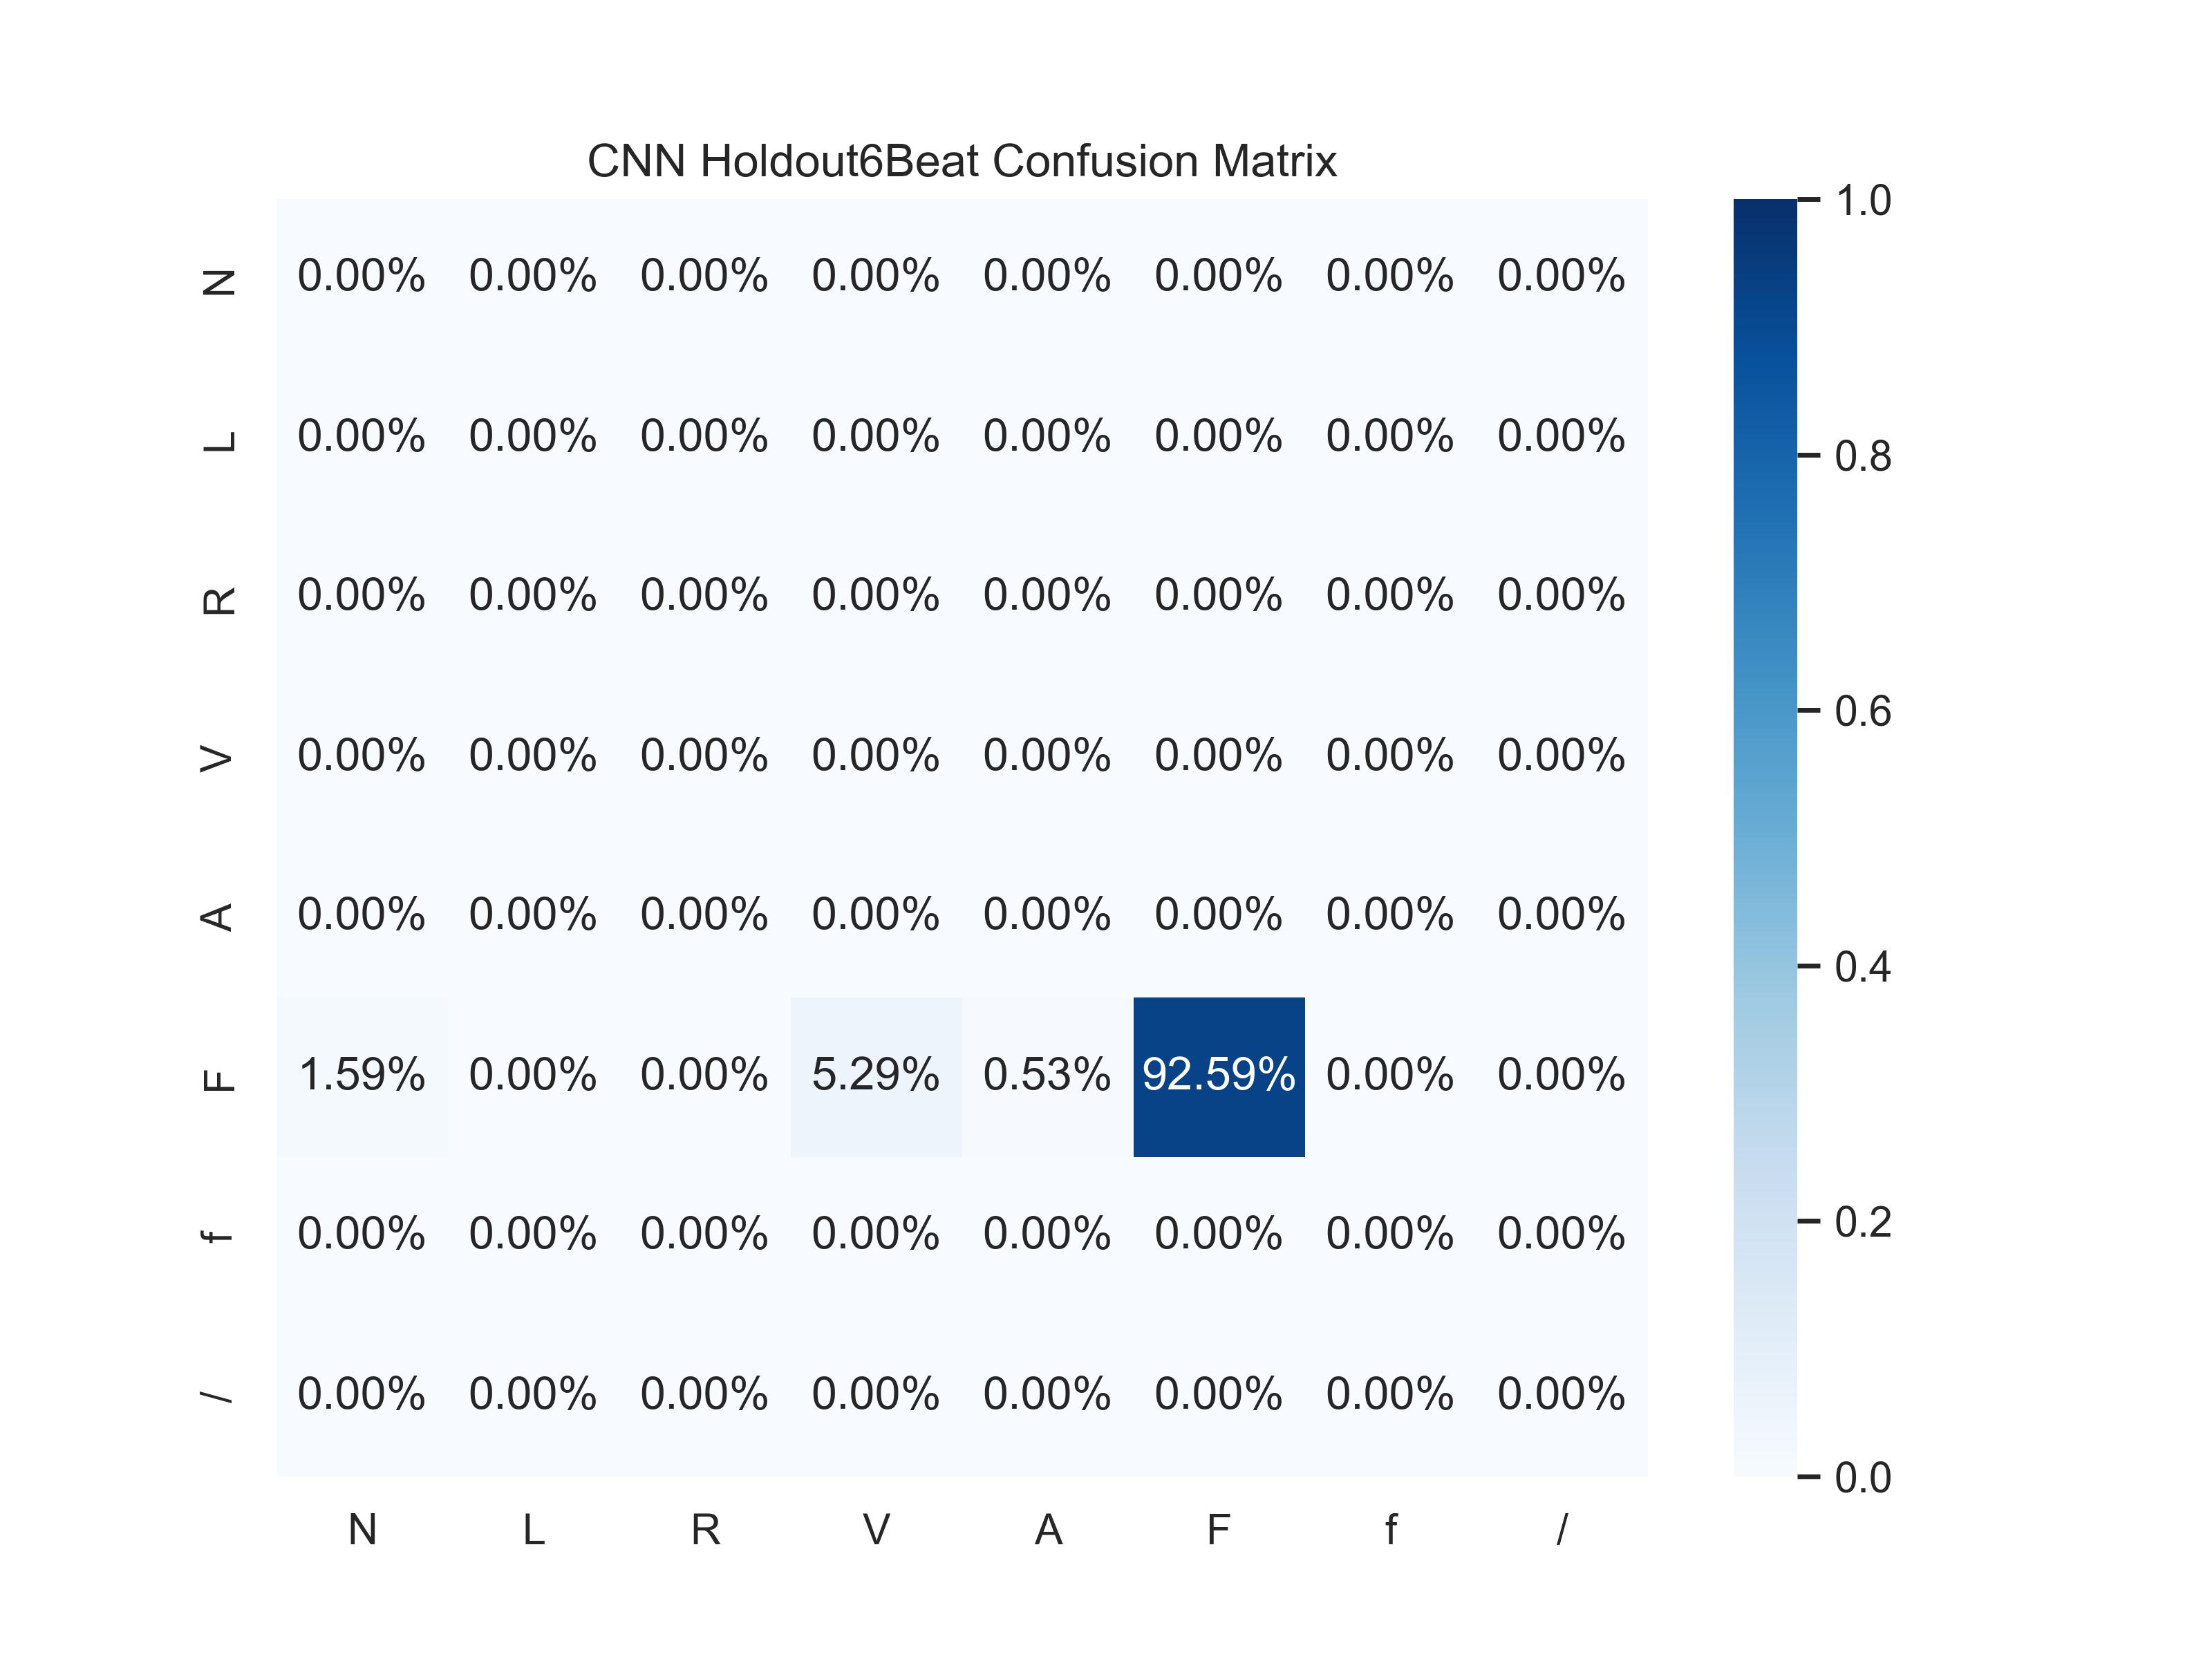 CNN Holdout6Beat Confusion Matrix
N 0.00% 0.00% 0.00% 0.00% 0.00% 0.00% 0.00% 0.00%
L 0.00% 0.00% 0.00% 0.00% 0.00% 0.00% 0.00% 0.00%
R 0.00% 0.00% 0.00% 0.00% 0.00% 0.00% 0.00% 0.00%
V 0.00% 0.00% 0.00% 0.00% 0.00% 0.00% 0.00% 0.00%
A 0.00% 0.00% 0.00% 0.00% 0.00% 0.00% 0.00% 0.00%
F 1.59% 0.00% 0.00% 5.29% 0.53% 92.59% 0.00% 0.00%
f 0.00% 0.00% 0.00% 0.00% 0.00% 0.00% 0.00% 0.00%
/ 0.00% 0.00% 0.00% 0.00% 0.00% 0.00% 0.00% 0.00%
N L R V A F f /
1.0
0.8
0.6
0.4
0.2
0.0